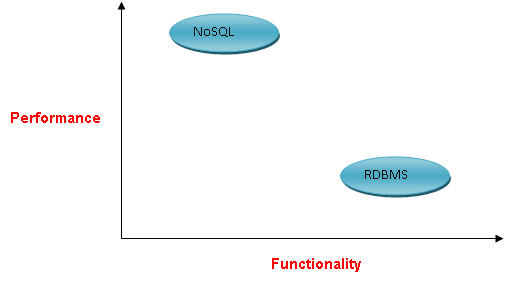 NoSQL
Performance
RDBMS
Functionality